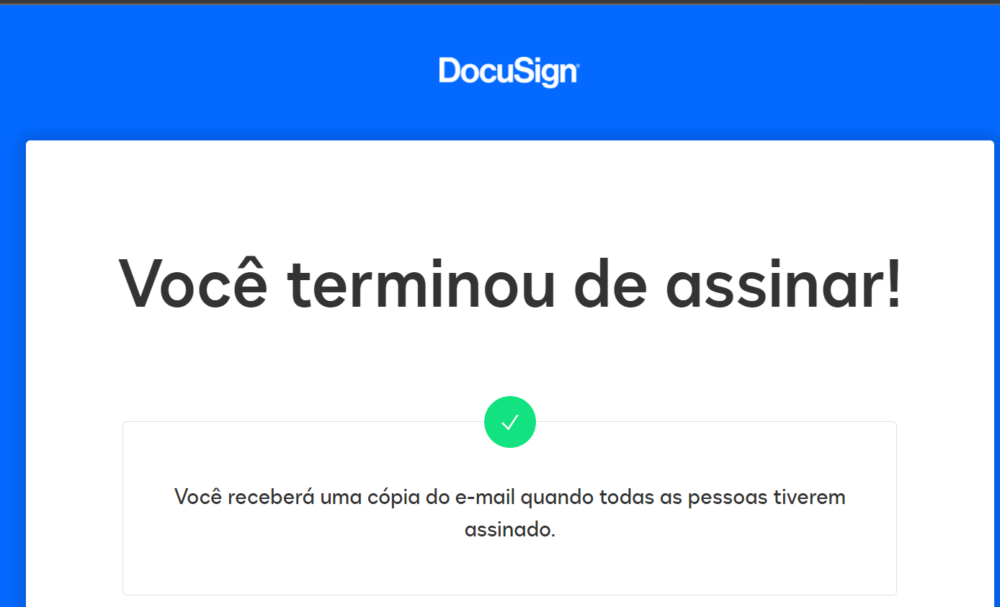 DocuSign®
Você terminou de assinar!
Você receberá uma cópia do e-mail quando todas as pessoas tiverem
assinado.